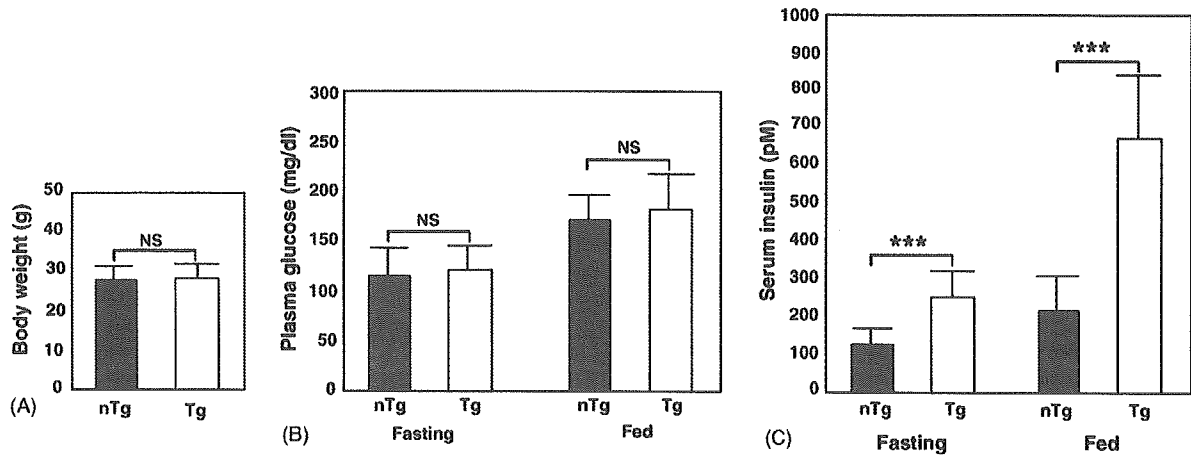 Body weight (g)
50
40
30
20
10
0
NS
nTg Tg
(A)
Plasma glucose (mg/dl)
300
250
200
150
100
50
0
NS
NS
nTg Tg nTg Tg
Fasting Fed
(B)
Serum insulin (pM)
1000
900
800
700
600
500
400
300
200
100
0
***
***
nTg Tg nTg Tg
Fasting Fed
(C)